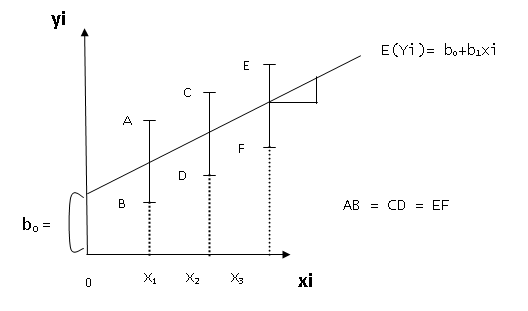 yi
E(Yi)= b₀+b₁xi
E
C
A
F
D
B
AB = CD = EF
b₀ =
0
X₁
X₂
X₃
xi